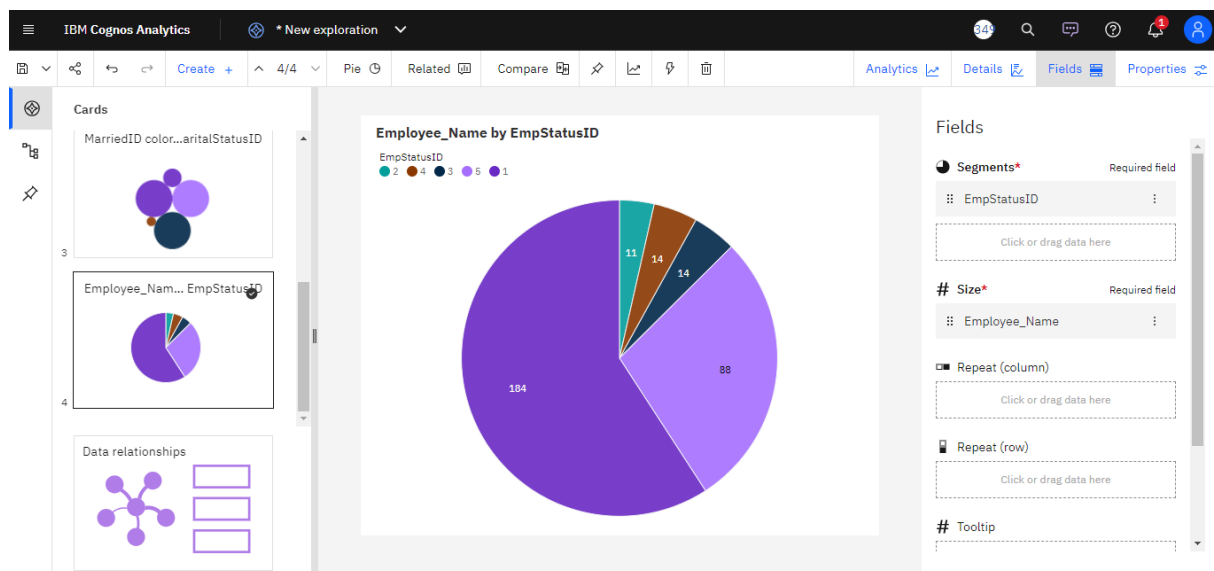 IBM Cognos Analytics
* New exploration
349
1
Create +
4/4
Pie
Related
Compare
Analytics
Details
Fields
Properties
Cards
MarriedID color...aritalStatusID
3
Employee_Nam... EmpStatusID
4
Data relationships
Employee_Name by EmpStatusID
EmpStatusID
2 4 3 5 1
11
14
14
88
184
Fields
Segments* Required field
EmpStatusID
Click or drag data here
# Size* Required field
Employee_Name
Repeat (column)
Click or drag data here
Repeat (row)
Click or drag data here
# Tooltip